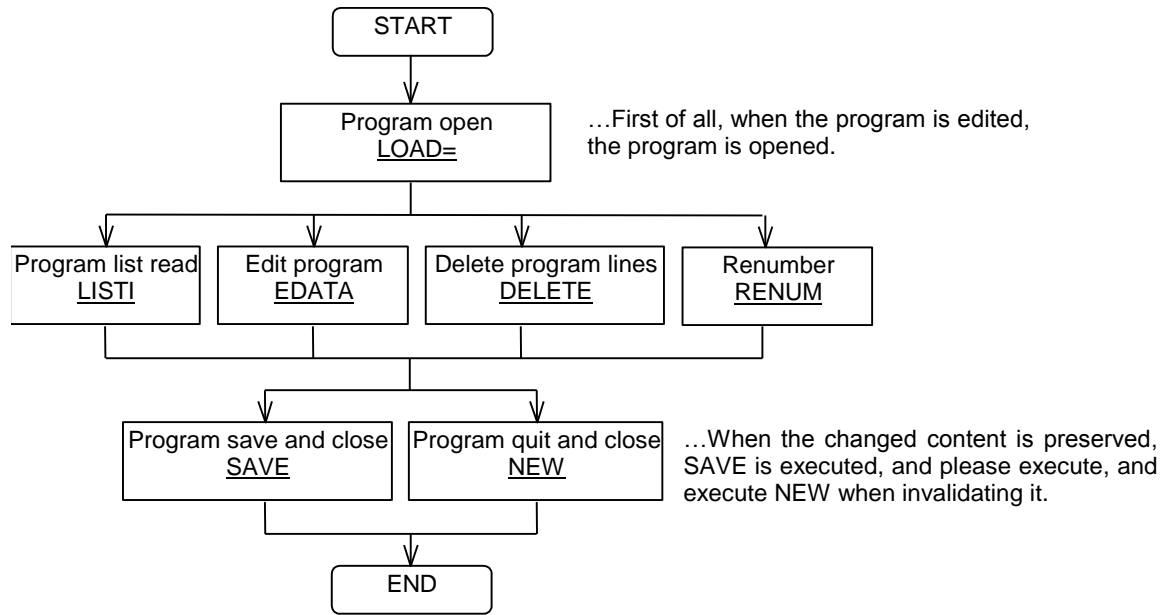 START
Program open
LOAD=
…First of all, when the program is edited,
the program is opened.
Program list read
LISTI
Edit program
EDATA
Delete program lines
DELETE
Renumber
RENUM
Program save and close
SAVE
Program quit and close
NEW
…When the changed content is preserved,
SAVE is executed, and please execute, and
execute NEW when invalidating it.
END